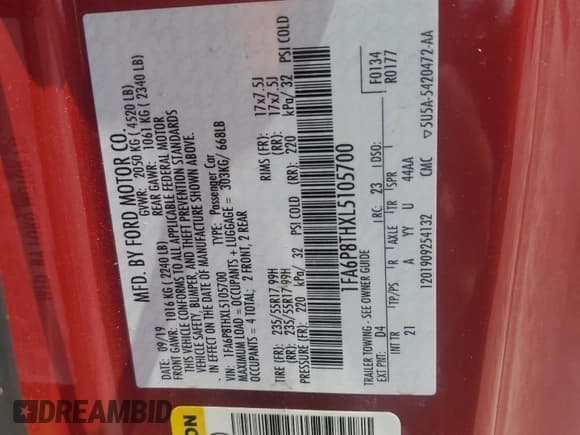 MFD. BY FORD MOTOR CO.
DATE: 09/19 GVWR: 2050 KG ( 4520 LB)
FRONT GAWR: 1016 KG ( 2240 LB) REAR GAWR: 1061 KG ( 2340 LB)
THIS VEHICLE CONFORMS TO ALL APPLICABLE FEDERAL MOTOR
VEHICLE SAFETY, BUMPER, AND THEFT PREVENTION STANDARDS
IN EFFECT ON THE DATE OF MANUFACTURE SHOWN ABOVE.
VIN: 1FA6P8THXL5105700 TYPE: Passenger Car
MAXIMUM LOAD = OCCUPANTS + LUGGAGE = 303KG/ 668LB
OCCUPANTS = 4 TOTAL; 2 FRONT, 2 REAR
TIRE (FR): 235/55R17 99H RIMS (FR): 17x7.5J
TIRE (RR): 235/55R17 99H (RR): 17x7.5J
PRESSURE (FR): 220 kPa/ 32 PSI COLD (RR): 220 kPa/ 32 PSI COLD
1FA6P8THXL5105700
TRAILER TOWING - SEE OWNER GUIDE F0134
EXT PNT: D4 RC: 23 DSO: R0177
INT TR TP/PS R AXLE TR SPR
21 A YY U 44AA
1201909254132 CMC ▽5U5A-5420472-AA
ON
DREAMBID